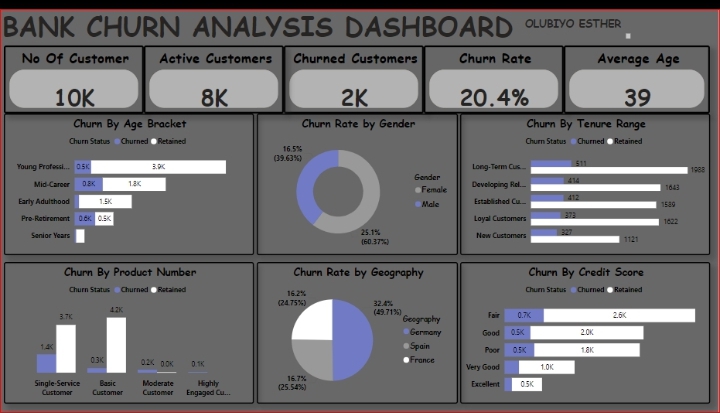 BANK CHURN ANALYSIS DASHBOARD
OLUBIYO ESTHER
No Of Customer
10K
Active Customers
8K
Churned Customers
2K
Churn Rate
20.4%
Average Age
39
Churn By Age Bracket
Churn Status Churned Retained
Young Professi... 0.5K 3.9K
Mid-Career 0.8K 1.8K
Early Adulthood 1.5K
Pre-Retirement 0.6K 0.5K
Senior Years
Churn Rate by Gender
16.5%
(39.63%)
Gender
Female
Male
25.1%
(60.37%)
Churn By Tenure Range
Churn Status Churned Retained
Long-Term Cus... 511 1988
Developing Rel... 414 1643
Established Cu... 412 1589
Loyal Customers 373 1622
New Customers 327 1121
Churn By Product Number
Churn Status Churned Retained
1.4K 3.7K 0.3K 4.2K 0.2K 0.0K 0.1K
Single-Service Basic Moderate Highly
Customer Customer Customer Engaged Cu...
Churn Rate by Geography
16.2%
(24.75%)
32.4%
(49.71%)
Geography
Germany
Spain
France
16.7%
(25.54%)
Churn By Credit Score
Churn Status Churned Retained
Fair 0.7K 2.6K
Good 0.5K 2.0K
Poor 0.5K 1.8K
Very Good 1.0K
Excellent 0.5K